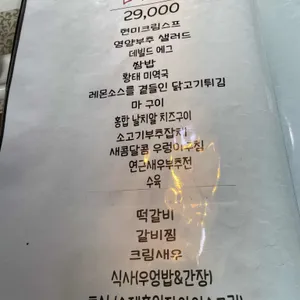 29,000
현미크림스프
영양부추 샐러드
데빌드 에그
쌈밥
황태 미역국
레몬소스를 곁들인 닭고기튀김
마 구이
홍합 날치알 치즈구이
소고기부추잡채
새콤달콤 우렁이무침
연근새우부추전
수육
떡갈비
갈비찜
크림새우
식사(우엉밥&간장)